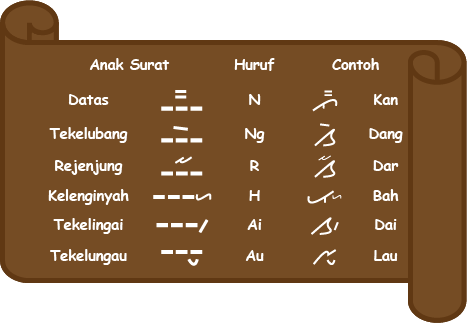 Anak Surat Huruf Contoh
Datas N Kan
Tekelubang Ng Dang
Rejenjung R Dar
Kelenginyah H Bah
Tekelingai Ai Dai
Tekelungau Au Lau